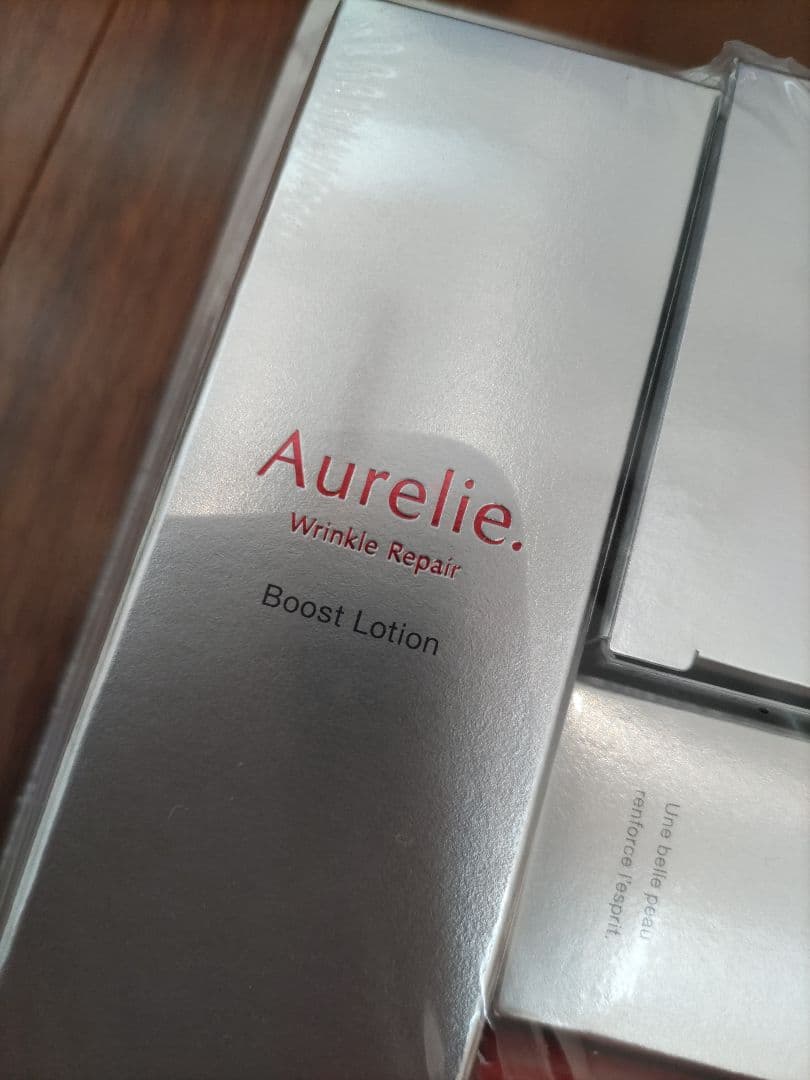 Aurelie.
Wrinkle Repair
Boost Lotion
Une belle peau
renforce l'esprit.